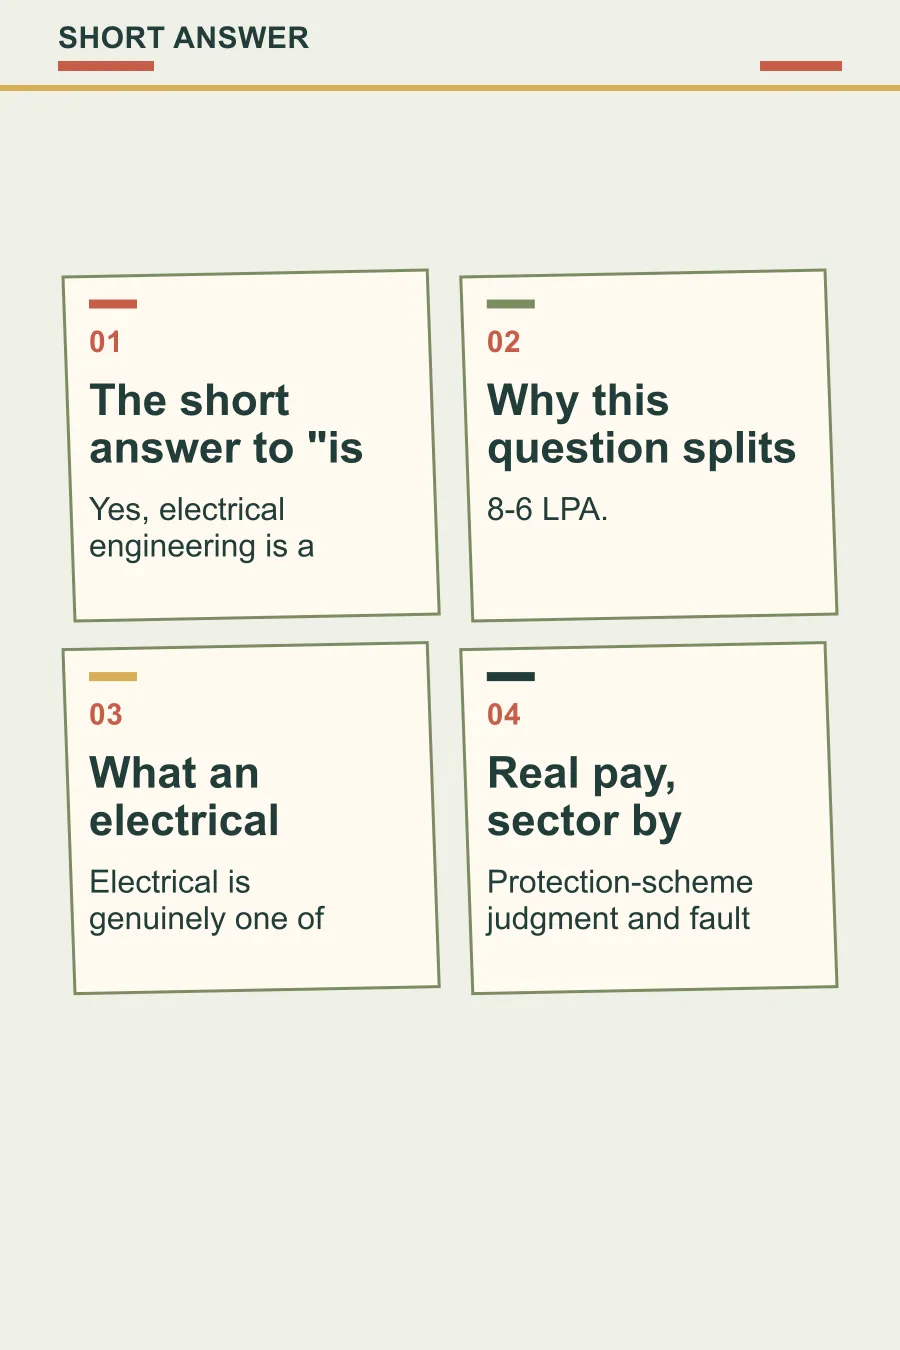 SHORT ANSWER
01
The short
answer to "is
Yes, electrical
engineering is a
02
Why this
question splits
8-6 LPA.
03
What an
electrical
Electrical is
genuinely one of
04
Real pay,
sector by
Protection-scheme
judgment and fault